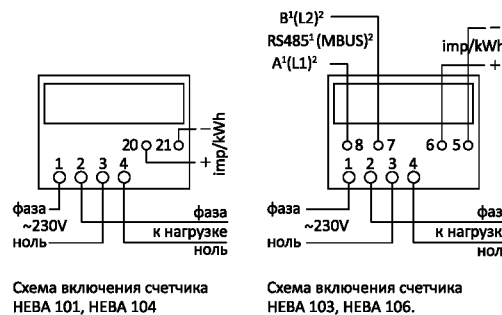 20 21
− imp/kWh
+
1 2 3 4
фаза
~230V
ноль
фаза
к нагрузке
ноль
Схема включения счетчика
НЕВА 101, НЕВА 104
B¹(L2)²
RS485¹(MBUS)²
A¹(L1)²
−
imp/kWh
+
8 7 6 5
1 2 3 4
фаза
~230V
ноль
фаз
к нагрузке
нол
Схема включения счетчика
НЕВА 103, НЕВА 106.